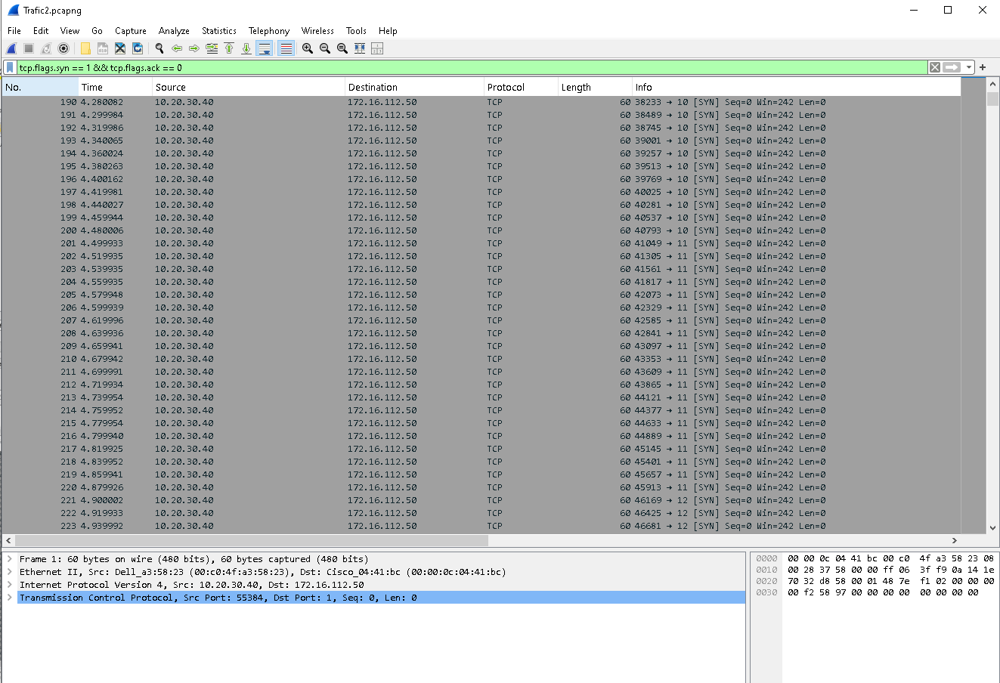 Trafic2.pcapng
File Edit View Go Capture Analyze Statistics Telephony Wireless Tools Help
tcp.flags.syn == 1 && tcp.flags.ack == 0
No. Time Source Destination Protocol Length Info
190 4.280082 10.20.30.40 172.16.112.50 TCP 60 38233 → 10 [SYN] Seq=0 Win=242 Len=0
191 4.299984 10.20.30.40 172.16.112.50 TCP 60 38489 → 10 [SYN] Seq=0 Win=242 Len=0
192 4.319986 10.20.30.40 172.16.112.50 TCP 60 38745 → 10 [SYN] Seq=0 Win=242 Len=0
193 4.340065 10.20.30.40 172.16.112.50 TCP 60 39001 → 10 [SYN] Seq=0 Win=242 Len=0
194 4.360024 10.20.30.40 172.16.112.50 TCP 60 39257 → 10 [SYN] Seq=0 Win=242 Len=0
195 4.380263 10.20.30.40 172.16.112.50 TCP 60 39513 → 10 [SYN] Seq=0 Win=242 Len=0
196 4.400162 10.20.30.40 172.16.112.50 TCP 60 39769 → 10 [SYN] Seq=0 Win=242 Len=0
197 4.419981 10.20.30.40 172.16.112.50 TCP 60 40025 → 10 [SYN] Seq=0 Win=242 Len=0
198 4.440027 10.20.30.40 172.16.112.50 TCP 60 40281 → 10 [SYN] Seq=0 Win=242 Len=0
199 4.459944 10.20.30.40 172.16.112.50 TCP 60 40537 → 10 [SYN] Seq=0 Win=242 Len=0
200 4.480006 10.20.30.40 172.16.112.50 TCP 60 40793 → 10 [SYN] Seq=0 Win=242 Len=0
201 4.499933 10.20.30.40 172.16.112.50 TCP 60 41049 → 11 [SYN] Seq=0 Win=242 Len=0
202 4.519935 10.20.30.40 172.16.112.50 TCP 60 41305 → 11 [SYN] Seq=0 Win=242 Len=0
203 4.539935 10.20.30.40 172.16.112.50 TCP 60 41561 → 11 [SYN] Seq=0 Win=242 Len=0
204 4.559935 10.20.30.40 172.16.112.50 TCP 60 41817 → 11 [SYN] Seq=0 Win=242 Len=0
205 4.579948 10.20.30.40 172.16.112.50 TCP 60 42073 → 11 [SYN] Seq=0 Win=242 Len=0
206 4.599939 10.20.30.40 172.16.112.50 TCP 60 42329 → 11 [SYN] Seq=0 Win=242 Len=0
207 4.619996 10.20.30.40 172.16.112.50 TCP 60 42585 → 11 [SYN] Seq=0 Win=242 Len=0
208 4.639936 10.20.30.40 172.16.112.50 TCP 60 42841 → 11 [SYN] Seq=0 Win=242 Len=0
209 4.659941 10.20.30.40 172.16.112.50 TCP 60 43097 → 11 [SYN] Seq=0 Win=242 Len=0
210 4.679942 10.20.30.40 172.16.112.50 TCP 60 43353 → 11 [SYN] Seq=0 Win=242 Len=0
211 4.699991 10.20.30.40 172.16.112.50 TCP 60 43609 → 11 [SYN] Seq=0 Win=242 Len=0
212 4.719934 10.20.30.40 172.16.112.50 TCP 60 43865 → 11 [SYN] Seq=0 Win=242 Len=0
213 4.739954 10.20.30.40 172.16.112.50 TCP 60 44121 → 11 [SYN] Seq=0 Win=242 Len=0
214 4.759952 10.20.30.40 172.16.112.50 TCP 60 44377 → 11 [SYN] Seq=0 Win=242 Len=0
215 4.779954 10.20.30.40 172.16.112.50 TCP 60 44633 → 11 [SYN] Seq=0 Win=242 Len=0
216 4.799940 10.20.30.40 172.16.112.50 TCP 60 44889 → 11 [SYN] Seq=0 Win=242 Len=0
217 4.819925 10.20.30.40 172.16.112.50 TCP 60 45145 → 11 [SYN] Seq=0 Win=242 Len=0
218 4.839952 10.20.30.40 172.16.112.50 TCP 60 45401 → 11 [SYN] Seq=0 Win=242 Len=0
219 4.859941 10.20.30.40 172.16.112.50 TCP 60 45657 → 11 [SYN] Seq=0 Win=242 Len=0
220 4.879926 10.20.30.40 172.16.112.50 TCP 60 45913 → 11 [SYN] Seq=0 Win=242 Len=0
221 4.900002 10.20.30.40 172.16.112.50 TCP 60 46169 → 12 [SYN] Seq=0 Win=242 Len=0
222 4.919933 10.20.30.40 172.16.112.50 TCP 60 46425 → 12 [SYN] Seq=0 Win=242 Len=0
223 4.939992 10.20.30.40 172.16.112.50 TCP 60 46681 → 12 [SYN] Seq=0 Win=242 Len=0
Frame 1: 60 bytes on wire (480 bits), 60 bytes captured (480 bits)
Ethernet II, Src: Dell_a3:58:23 (00:c0:4f:a3:58:23), Dst: Cisco_04:41:bc (00:00:0c:04:41:bc)
Internet Protocol Version 4, Src: 10.20.30.40, Dst: 172.16.112.50
Transmission Control Protocol, Src Port: 55384, Dst Port: 1, Seq: 0, Len: 0
0000 00 00 0c 04 41 bc 00 c0 4f a3 58 23 08
0010 00 28 37 58 00 00 ff 06 3f f9 0a 14 1e
0020 70 32 d8 58 00 01 48 7e f1 02 00 00 00
0030 00 f2 58 97 00 00 00 00 00 00 00 00